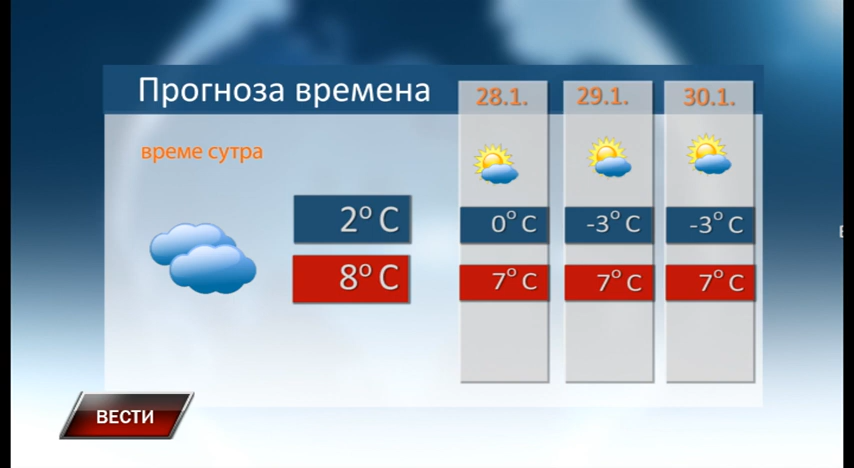 Прогноза времена
време сутра
2° C
8° C
28.1.
0° C
7° C
29.1.
-3° C
7° C
30.1.
-3° C
7° C
ВЕСТИ